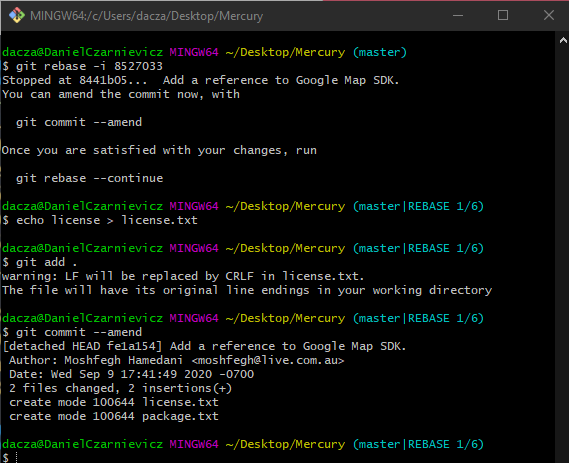 MINGW64:/c/Users/dacza/Desktop/Mercury
dacza@DanielCzarnievicz MINGW64 ~/Desktop/Mercury (master)
$ git rebase -i 8527033
Stopped at 8441b05...  Add a reference to Google Map SDK.
You can amend the commit now, with

  git commit --amend

Once you are satisfied with your changes, run

  git rebase --continue

dacza@DanielCzarnievicz MINGW64 ~/Desktop/Mercury (master|REBASE 1/6)
$ echo license > license.txt

dacza@DanielCzarnievicz MINGW64 ~/Desktop/Mercury (master|REBASE 1/6)
$ git add .
warning: LF will be replaced by CRLF in license.txt.
The file will have its original line endings in your working directory

dacza@DanielCzarnievicz MINGW64 ~/Desktop/Mercury (master|REBASE 1/6)
$ git commit --amend
[detached HEAD fe1a154] Add a reference to Google Map SDK.
 Author: Moshfegh Hamedani <moshfegh@live.com.au>
 Date: Wed Sep 9 17:41:49 2020 -0700
 2 files changed, 2 insertions(+)
 create mode 100644 license.txt
 create mode 100644 package.txt

dacza@DanielCzarnievicz MINGW64 ~/Desktop/Mercury (master|REBASE 1/6)
$